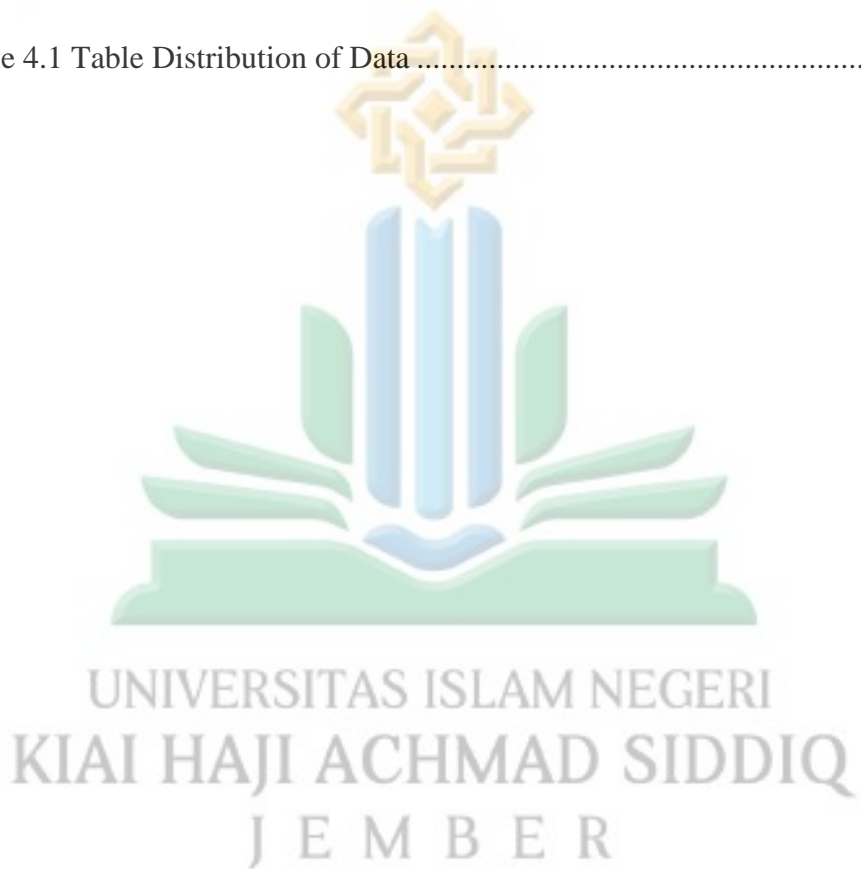 e 4.1 Table Distribution of Data ........................................................
UNIVERSITAS ISLAM NEGERI
KIAI HAJI ACHMAD SIDDIQ
J E M B E R